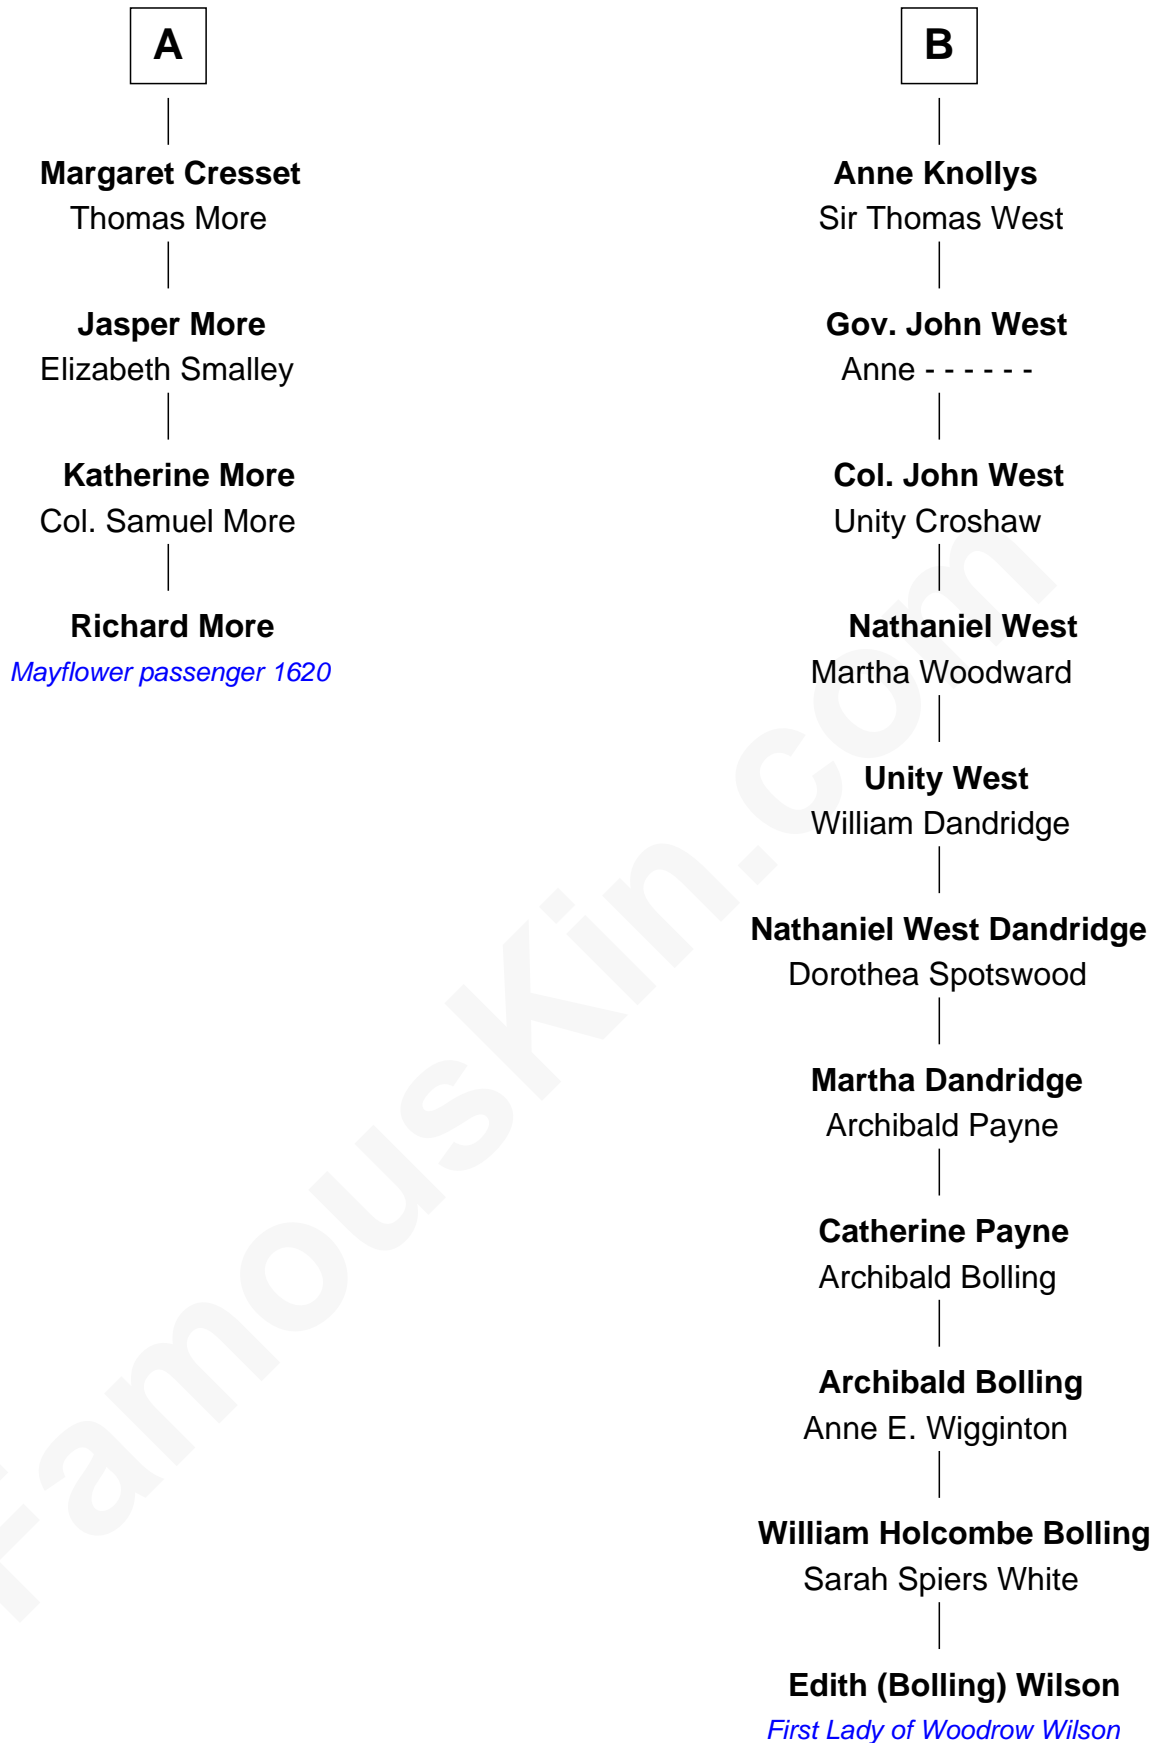 A
Margaret Cresset
Thomas More
Jasper More
Elizabeth Smalley
Katherine More
Col. Samuel More
Richard More
Mayflower passenger 1620
B
Anne Knollys
Sir Thomas West
Gov. John West
Anne - - - - - -
Col. John West
Unity Croshaw
Nathaniel West
Martha Woodward
Unity West
William Dandridge
Nathaniel West Dandridge
Dorothea Spotswood
Martha Dandridge
Archibald Payne
Catherine Payne
Archibald Bolling
Archibald Bolling
Anne E. Wigginton
William Holcombe Bolling
Sarah Spiers White
Edith (Bolling) Wilson
First Lady of Woodrow Wilson
FamousKin.com